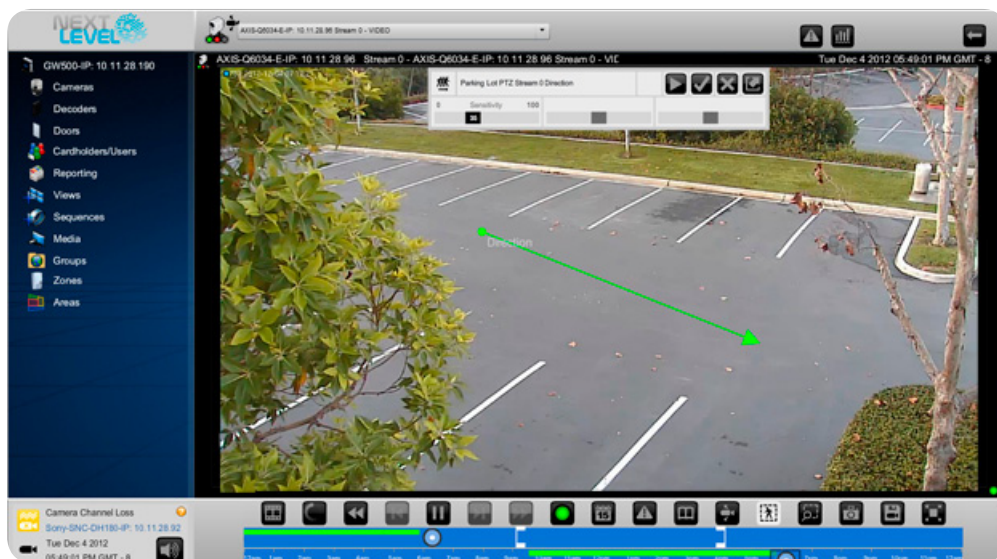 NEXT
LEVEL
AXIS-Q6034-E-IP: 10.11.28.96 Stream 0 - VIDEO
GW500-IP: 10.11.28.190
Cameras
Decoders
Doors
Cardholders/Users
Reporting
Views
Sequences
Media
Groups
Zones
Areas
AXIS-Q6034-E-IP: 10.11.28.96 Stream 0 - AXIS-Q6034-E-IP: 10.11.28.96 Stream 0 - VID
Tue Dec 4 2012 05:49:01 PM GMT - 8
Parking Lot PTZ Stream 0 Direction
0 Sensitivity 100
Direction
Camera Channel Loss
Sony-SNC-DH180-IP: 10.11.28.92
Tue Dec 4 2012
05:49:01 PM GMT - 8